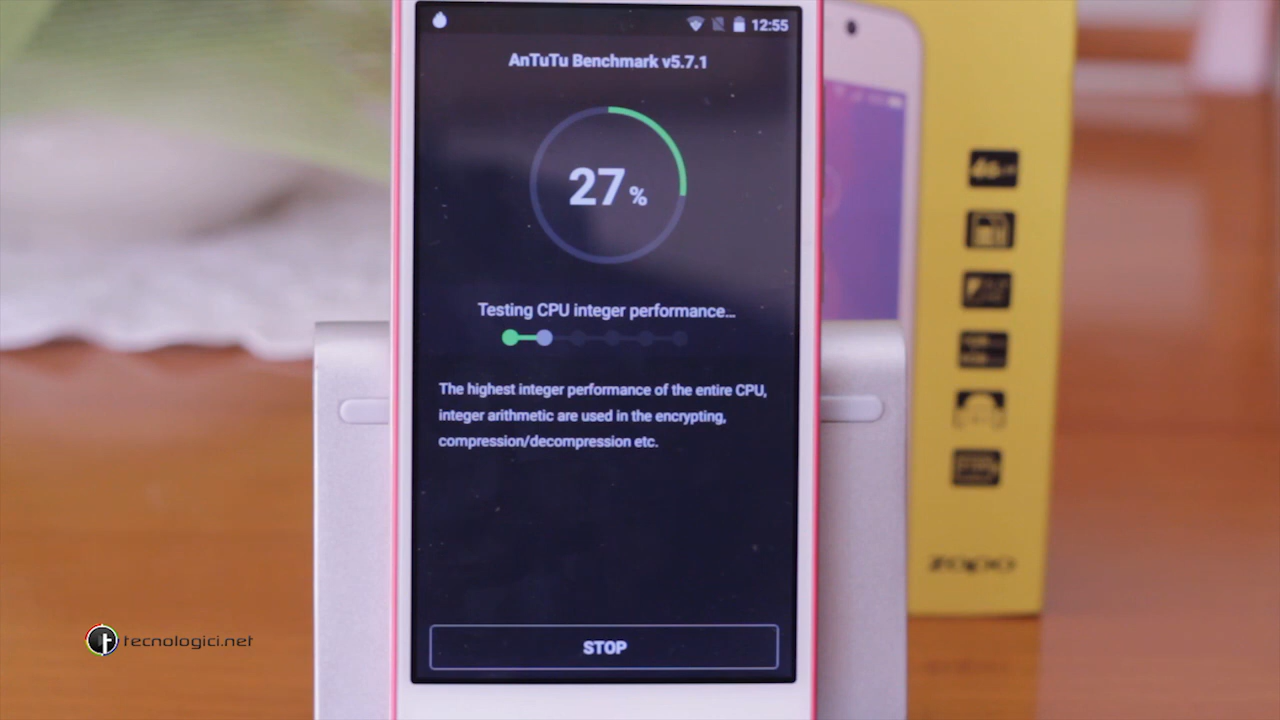 12:55
AnTuTu Benchmark v5.7.1
27 %
Testing CPU integer performance...
The highest integer performance of the entire CPU,
integer arithmetic are used in the encrypting,
compression/decompression etc.
STOP
zopo
tecnologici.net